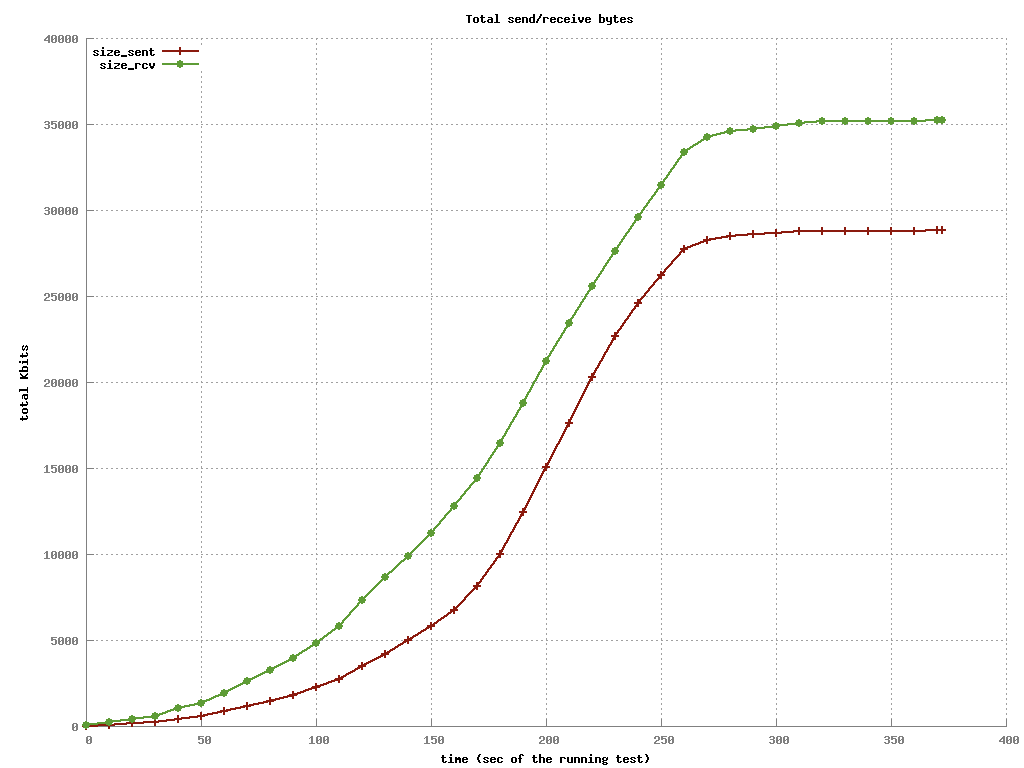 Total send/receive bytes
40000
size_sent
size_rcv
35000
30000
25000
total Kbits
20000
15000
10000
5000
0
0 50 100 150 200 250 300 350 400
time (sec of the running test)